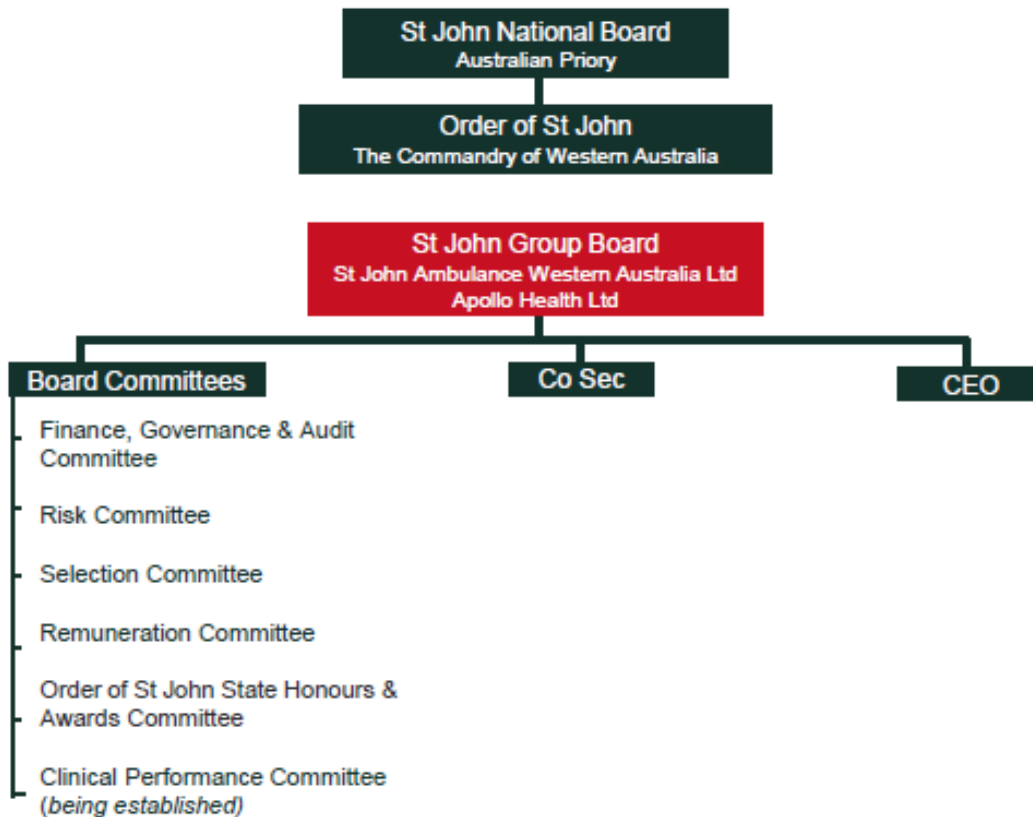 St John National Board
Australian Priory
Order of St John
The Commandry of Western Australia
St John Group Board
St John Ambulance Western Australia Ltd
Apollo Health Ltd
Board Committees
Co Sec
CEO
Finance, Governance & Audit
Committee
Risk Committee
Selection Committee
Remuneration Committee
Order of St John State Honours &
Awards Committee
Clinical Performance Committee
(being established)